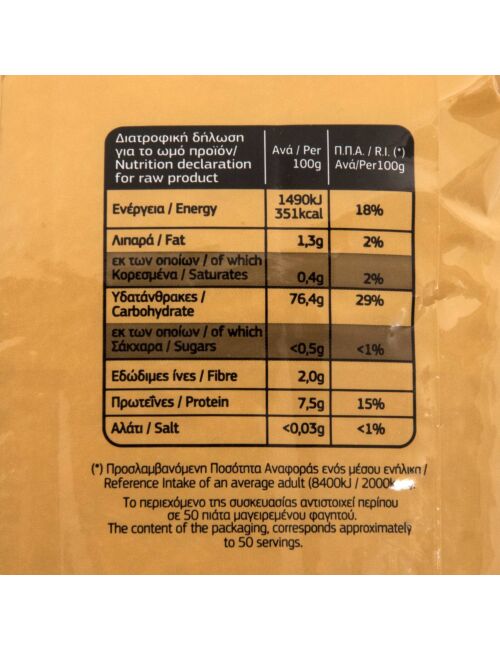 Διατροφική δήλωση
για το ωμό προϊόν/
Nutrition declaration
for raw product
Ανά / Per
100g
Π.Π.Α. / R.I. (*)
Ανά/Per100g
Ενέργεια / Energy
1490kJ
351kcal
18%
Λιπαρά / Fat
1,3g
2%
εκ των οποίων / of which
Κορεσμένα / Saturates
0,4g
2%
Υδατάνθρακες /
Carbohydrate
76,4g
29%
εκ των οποίων / of which
Σάκχαρα / Sugars
<0,5g
<1%
Εδώδιμες ίνες / Fibre
2,0g
Πρωτεΐνες / Protein
7,5g
15%
Αλάτι / Salt
<0,03g
<1%
(*) Προσλαμβανόμενη Ποσότητα Αναφοράς ενός μέσου ενήλικα /
Reference Intake of an average adult (8400kJ / 2000kcal).
Το περιεχόμενο της συσκευασίας αντιστοιχεί περίπου
σε 50 πιάτα μαγειρεμένου φαγητού.
The content of the packaging, corresponds approximately
to 50 servings.